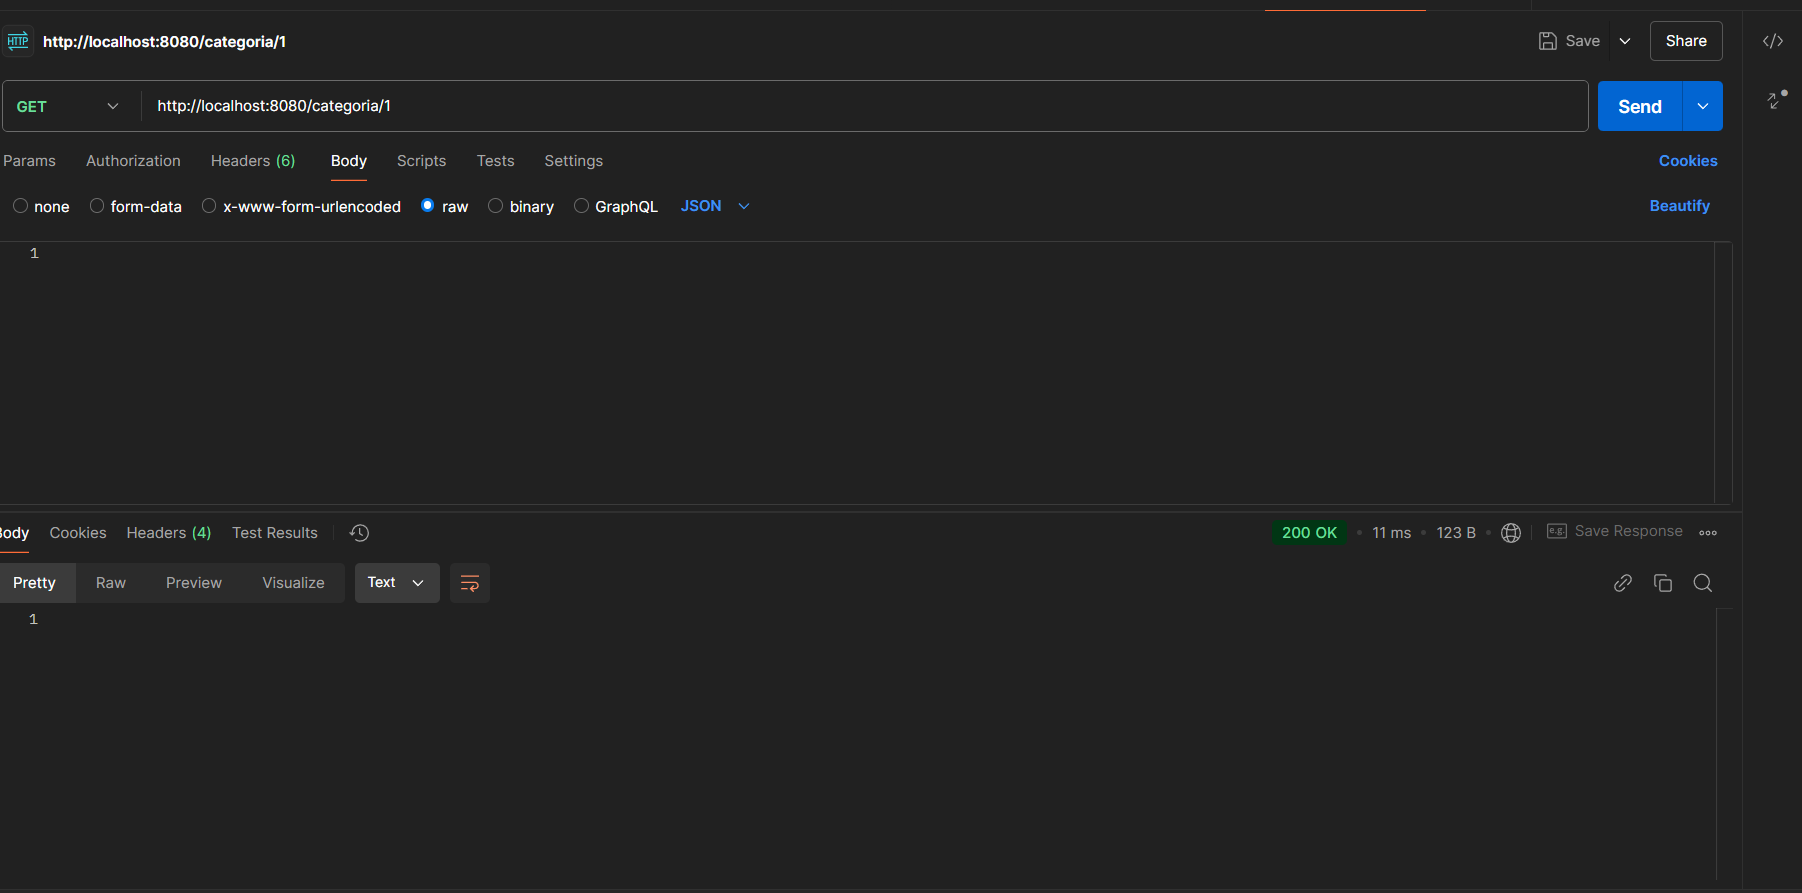 HTTP http://localhost:8080/categoria/1 Save Share
GET http://localhost:8080/categoria/1 Send
Params Authorization Headers (6) Body Scripts Tests Settings Cookies
none form-data x-www-form-urlencoded raw binary GraphQL JSON Beautify
1
Body Cookies Headers (4) Test Results 200 OK • 11 ms • 123 B • e.g. Save Response
Pretty Raw Preview Visualize Text
1